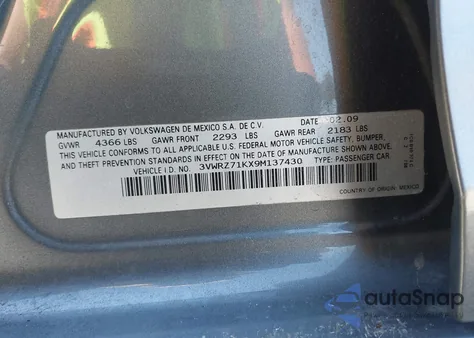 MANUFACTURED BY VOLKSWAGEN DE MEXICO S.A. DE C.V. DATE 02.09
GVWR 4366 LBS GAWR FRONT 2293 LBS GAWR REAR 2183 LBS
THIS VEHICLE CONFORMS TO ALL APPLICABLE U.S. FEDERAL MOTOR VEHICLE SAFETY, BUMPER,
AND THEFT PREVENTION STANDARDS IN EFFECT ON THE DATE OF MANUFACTURE SHOWN ABOVE.
VEHICLE I.D. NO. 3VWRZ71KX9M137430 TYPE: PASSENGER CAR
COUNTRY OF ORIGIN: MEXICO
autoSnap